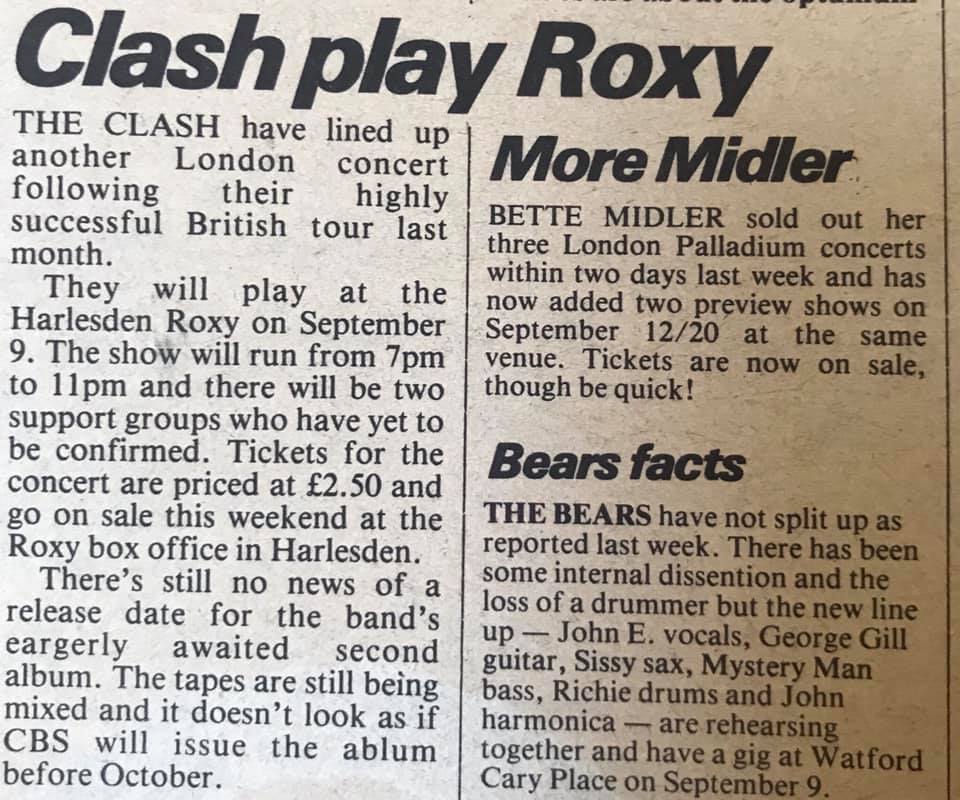 Clash play Roxy
THE CLASH have lined up
another London concert
following their highly
successful British tour last
month.
They will play at the
Harlesden Roxy on September
9. The show will run from 7pm
to 11pm and there will be two
support groups who have yet to
be confirmed. Tickets for the
concert are priced at £2.50 and
go on sale this weekend at the
Roxy box office in Harlesden.
There's still no news of a
release date for the band's
eargerly awaited second
album. The tapes are still being
mixed and it doesn't look as if
CBS will issue the ablum
before October.
More Midler
BETTE MIDLER sold out her
three London Palladium concerts
within two days last week and has
now added two preview shows on
September 12/20 at the same
venue. Tickets are now on sale,
though be quick!
Bears facts
THE BEARS have not split up as
reported last week. There has been
some internal dissention and the
loss of a drummer but the new line
up — John E. vocals, George Gill
guitar, Sissy sax, Mystery Man
bass, Richie drums and John
harmonica — are rehearsing
together and have a gig at Watford
Cary Place on September 9.